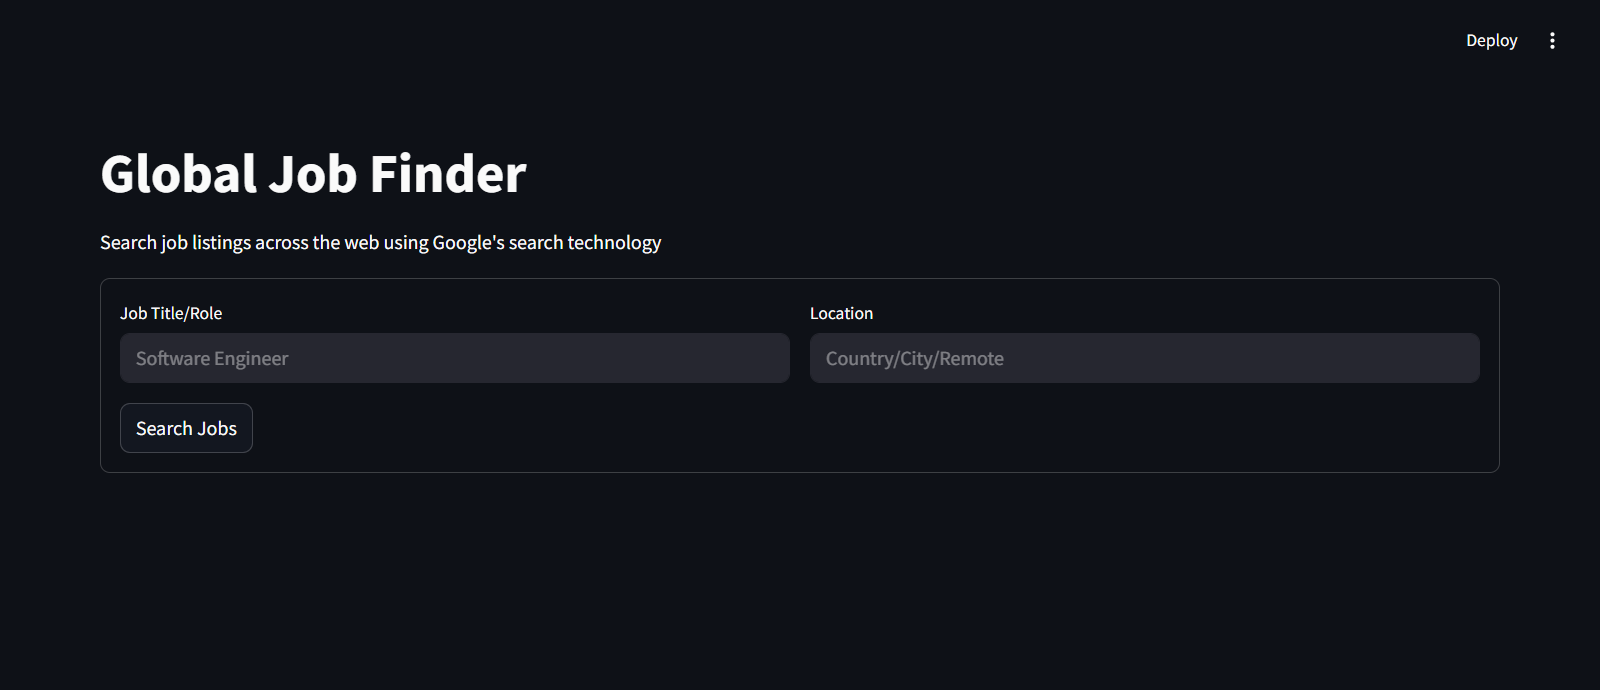 Deploy
Global Job Finder
Search job listings across the web using Google's search technology
Job Title/Role
Software Engineer
Location
Country/City/Remote
Search Jobs